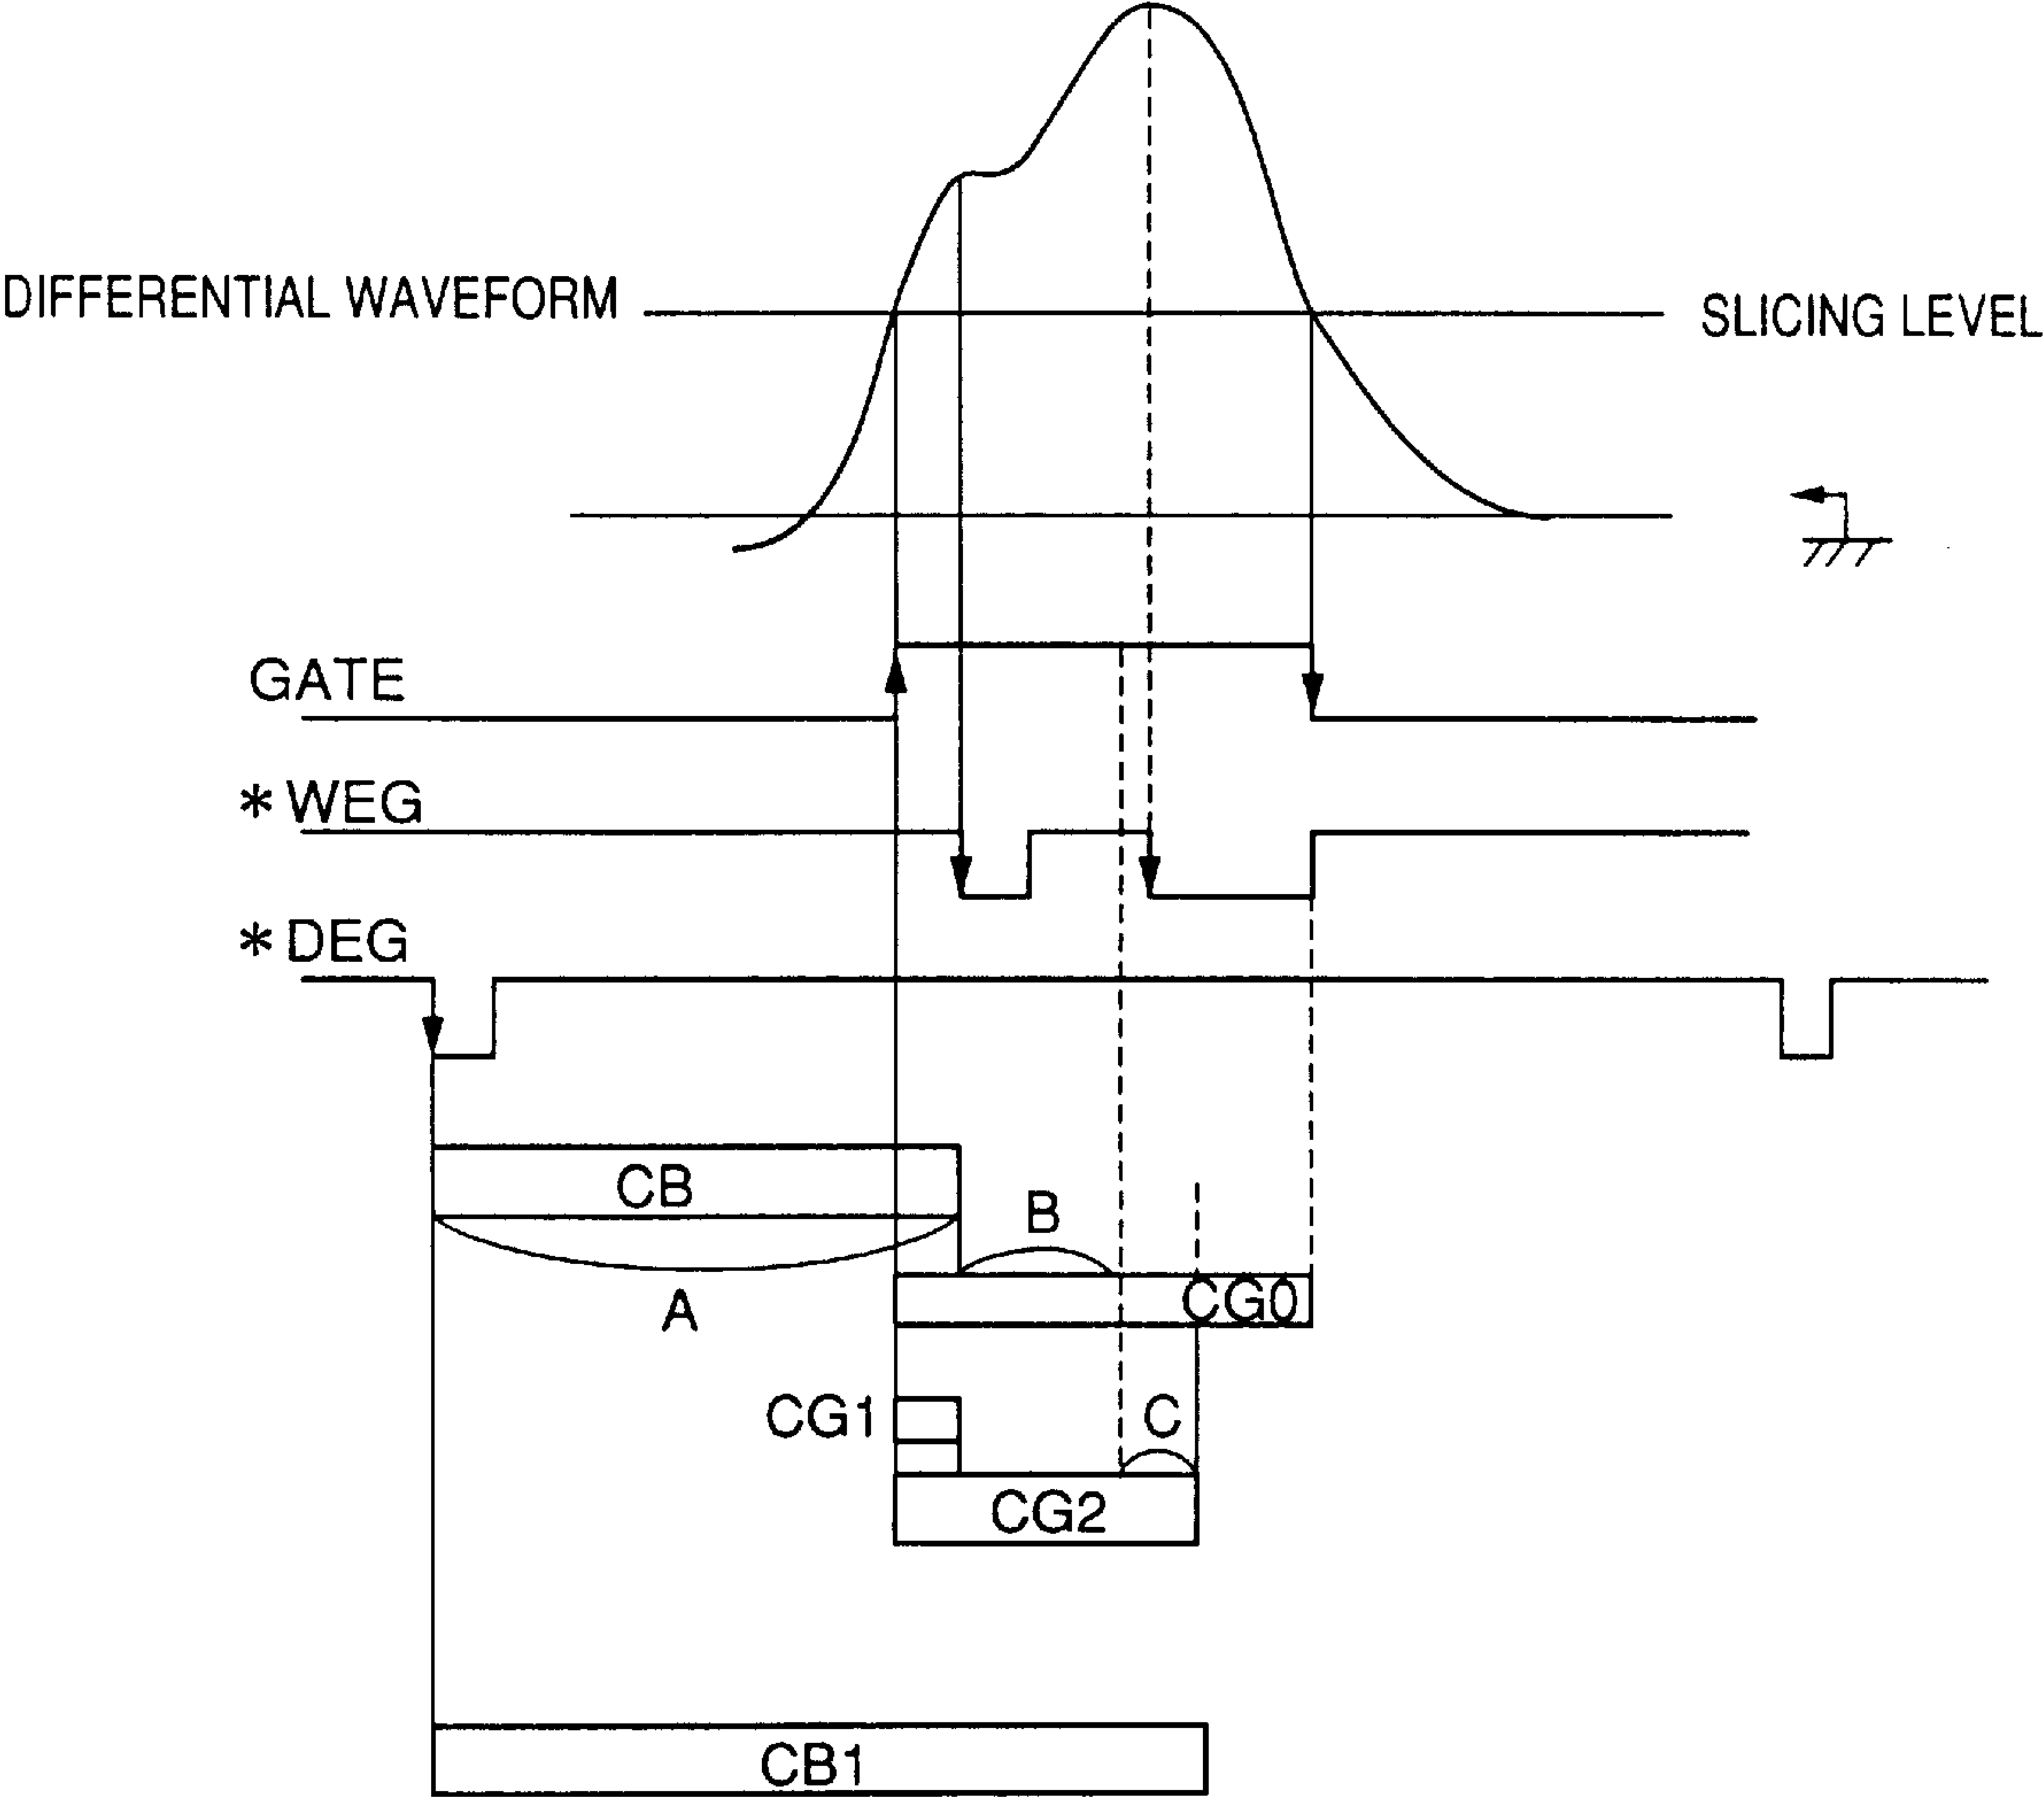 DIFFERENTIAL WAVEFORM
SLICING LEVEL
GATE
*WEG
*DEG
CB
B
A
CG0
CG1
C
CG2
CB1